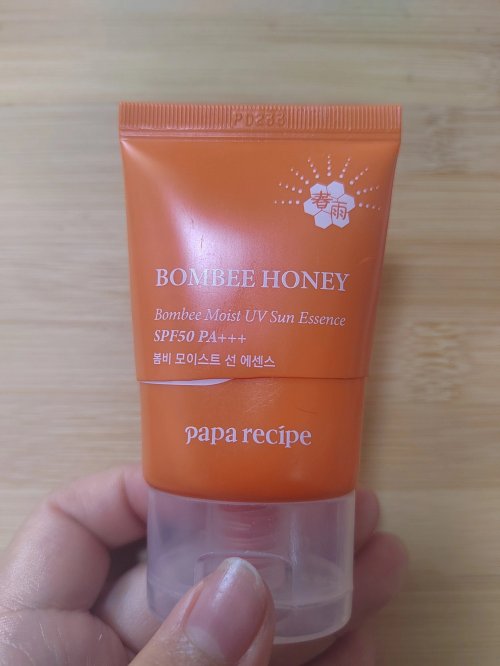 春雨
BOMBEE HONEY
Bombee Moist UV Sun Essence
SPF50 PA+++
봄비 모이스트 선 에센스
papa recipe